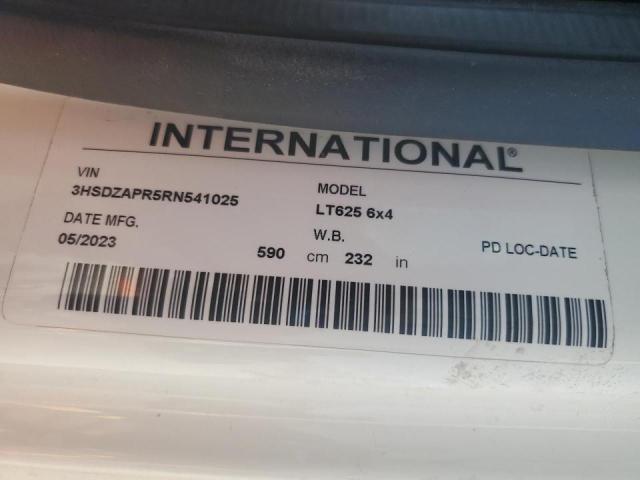 INTERNATIONAL®
VIN
3HSDZAPR5RN541025
MODEL
LT625 6x4
DATE MFG.
05/2023
W.B.
590 cm 232 in
PD LOC-DATE